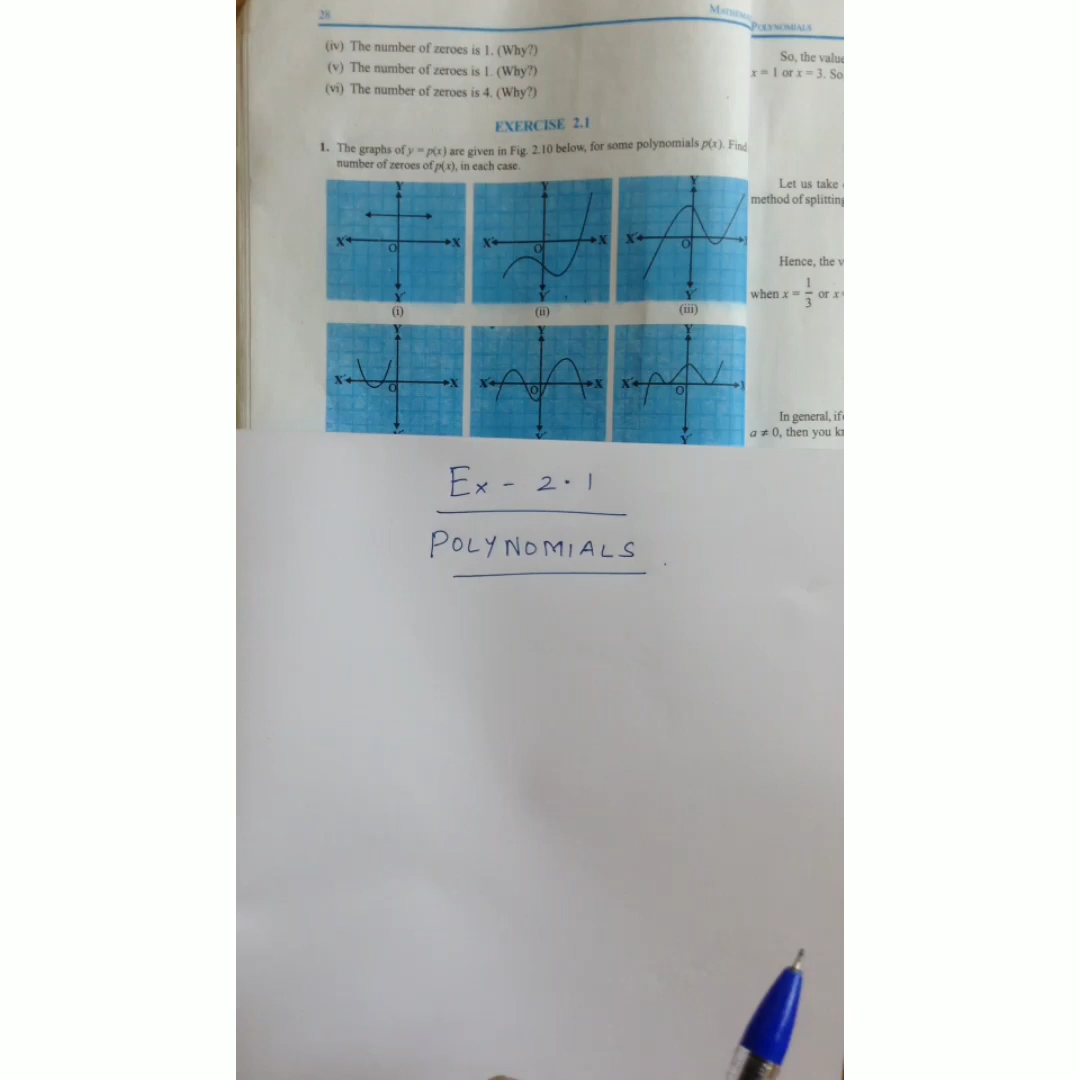 28
MATHEM
(iv) The number of zeroes is 1. (Why?)
(v) The number of zeroes is 1. (Why?)
(vi) The number of zeroes is 4. (Why?)
EXERCISE 2.1
1. The graphs of y = p(x) are given in Fig. 2.10 below, for some polynomials p(x). Find
number of zeroes of p(x), in each case.
Y Y Y
X' O X X' O X X' O
Y' Y' Y'
(i) (ii) (iii)
Y Y Y
X' O X X' O X X' O
Y' Y'
POLYNOMIALS
So, the value
x = 1 or x = 3. So
Let us take
method of splitting
Hence, the v
when x = 1/3 or x
In general, if
a ≠ 0, then you k
Ex - 2.1
POLYNOMIALS.